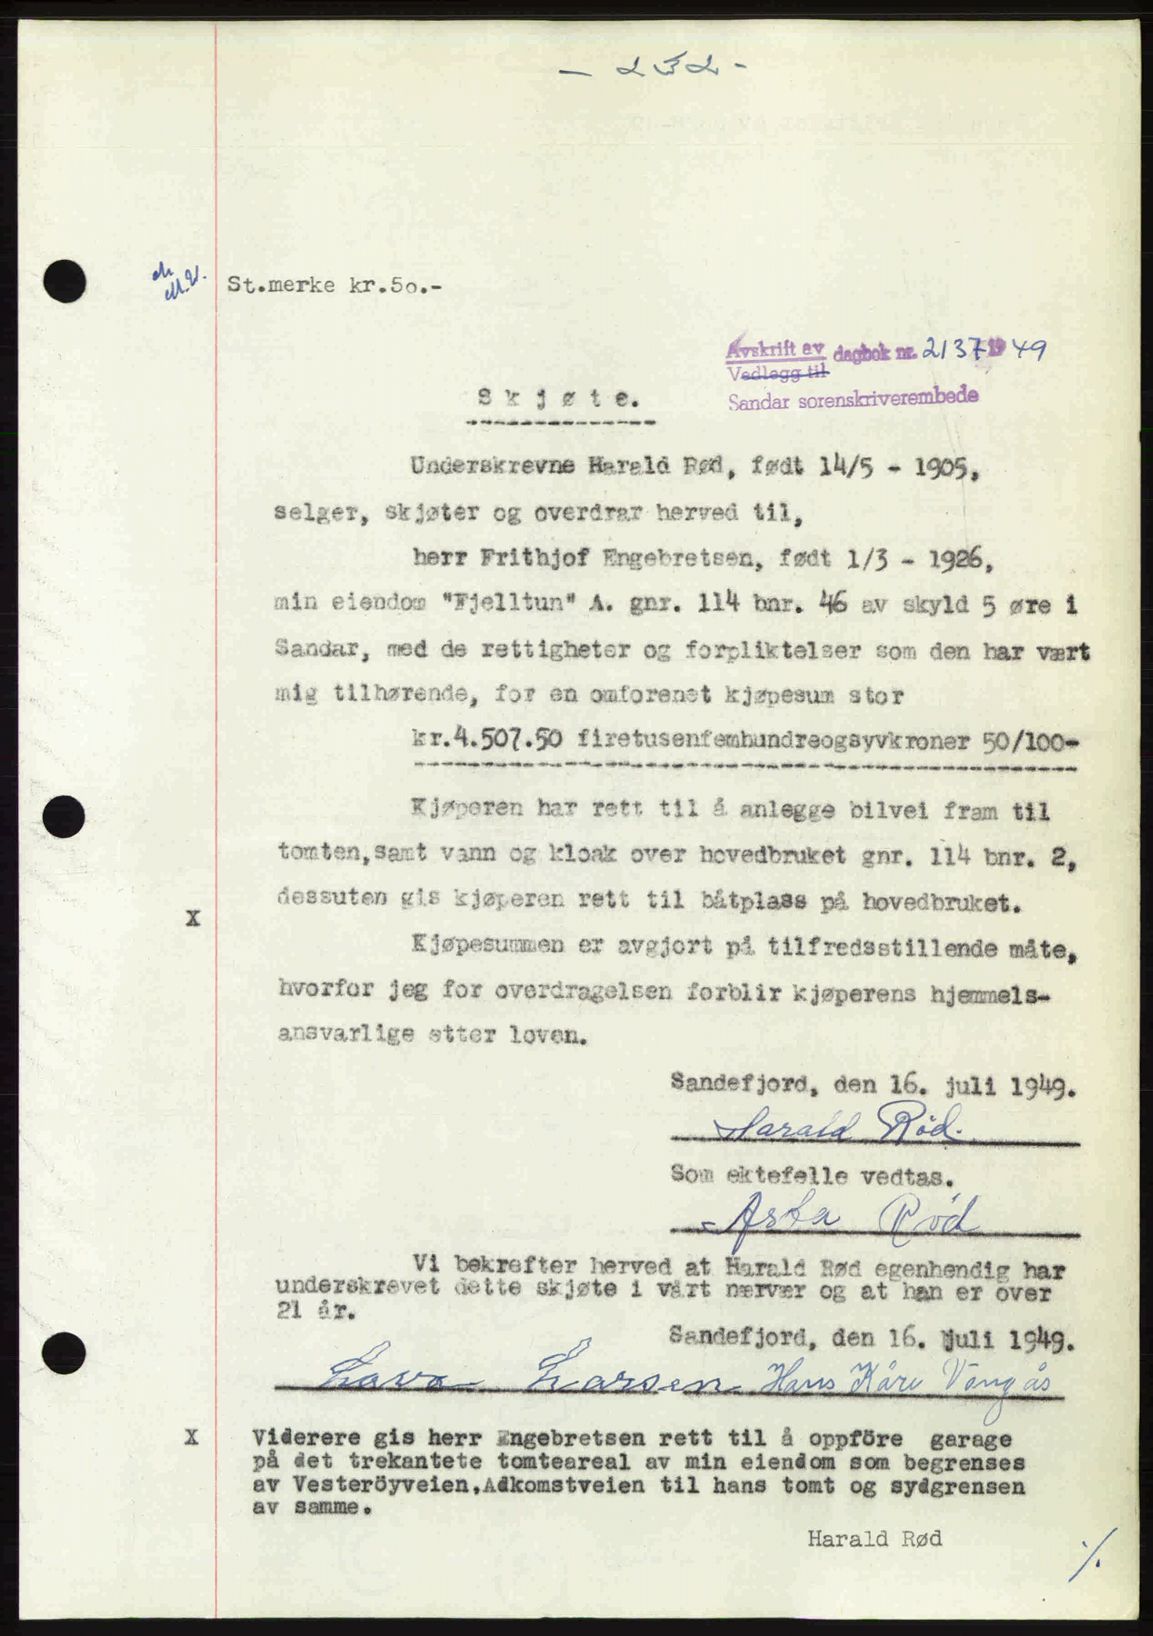 - 232 -
St.merke kr.50.-
Avskrift av dagbok nr. 2137 1949
Vedlegg til
Sandar sorenskriverembede
Skjøte.
Underskrevne Harald Rød, født 14/5 - 1905,
selger, skjøter og overdrar herved til,
herr Frithjof Engebretsen, født 1/3 - 1926,
min eiendom "Fjelltun" A. gnr. 114 bnr. 46 av skyld 5 øre i
Sandar, med de rettigheter og forpliktelser som den har vært
mig tilhørende, for en omforenet kjøpesum stor
kr.4.507.50 firetusenfemhundreogsyvkroner 50/100-
Kjøperen har rett til å anlegge bilvei fram til
tomten,samt vann og kloak over hovedbruket gnr. 114 bnr. 2,
dessuten gis kjøperen rett til båtplass på hovedbruket.
X
Kjøpesummen er avgjort på tilfredsstillende måte,
hvorfor jeg for overdragelsen forblir kjøperens hjemmels-
ansvarlige etter loven.
Sandefjord, den 16. juli 1949.
Harald Rød.
Som ektefelle vedtas.
Asta Rød
Vi bekrefter herved at Harald Rød egenhendig har
underskrevet dette skjøte i vårt nærvær og at han er over
21 år.
Sandefjord, den 16. juli 1949.
Larsen Hans Kåre Vangås
X Viderere gis herr Engebretsen rett til å oppföre garage
på det trekantete tomteareal av min eiendom som begrenses
av Vesteröyveien,Adkomstveien til hans tomt og sydgrensen
av samme.
Harald Rød
./.